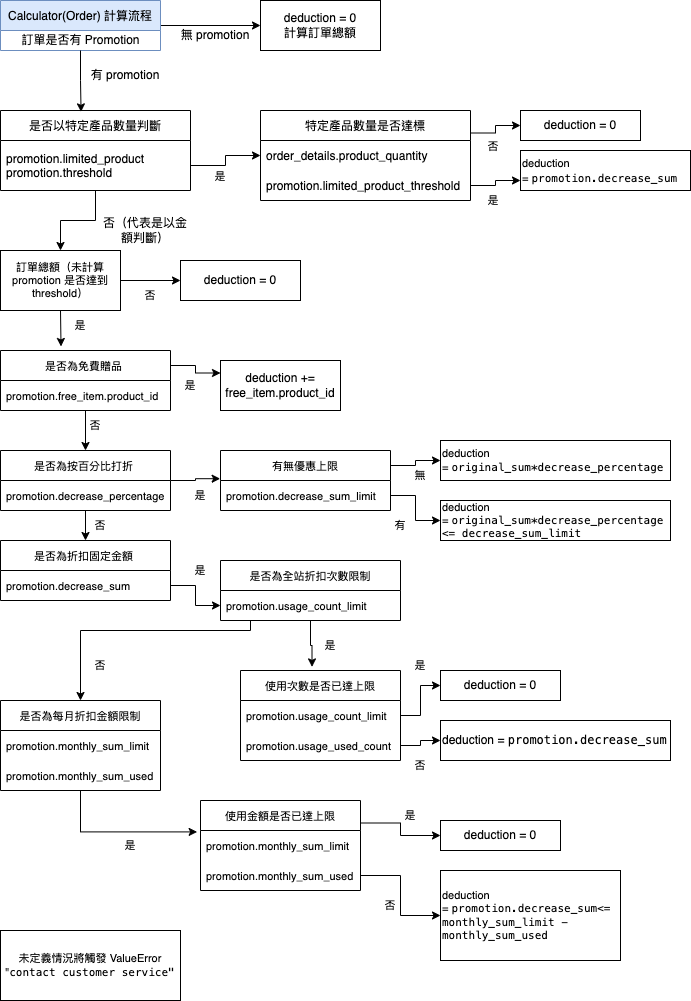 Calculator(Order) 計算流程
訂單是否有 Promotion
無 promotion
deduction = 0
計算訂單總額
有 promotion
是否以特定產品數量判斷
promotion.limited_product
promotion.threshold
是
特定產品數量是否達標
order_details.product_quantity
promotion.limited_product_threshold
否
deduction = 0
是
deduction
= promotion.decrease_sum
否（代表是以金
額判斷）
訂單總額（未計算
promotion 是否達到
threshold）
否
deduction = 0
是
是否為免費贈品
promotion.free_item.product_id
是
deduction +=
free_item.product_id
否
是否為按百分比打折
promotion.decrease_percentage
是
有無優惠上限
promotion.decrease_sum_limit
無
deduction
= original_sum*decrease_percentage
有
deduction
= original_sum*decrease_percentage
<= decrease_sum_limit
否
是否為折扣固定金額
promotion.decrease_sum
是
是否為全站折扣次數限制
promotion.usage_count_limit
否
是
使用次數是否已達上限
promotion.usage_count_limit
promotion.usage_used_count
是
deduction = 0
否
deduction = promotion.decrease_sum
是否為每月折扣金額限制
promotion.monthly_sum_limit
promotion.monthly_sum_used
是
使用金額是否已達上限
promotion.monthly_sum_limit
promotion.monthly_sum_used
是
deduction = 0
否
deduction
= promotion.decrease_sum<=
monthly_sum_limit −
monthly_sum_used
未定義情況將觸發 ValueError
"contact customer service"